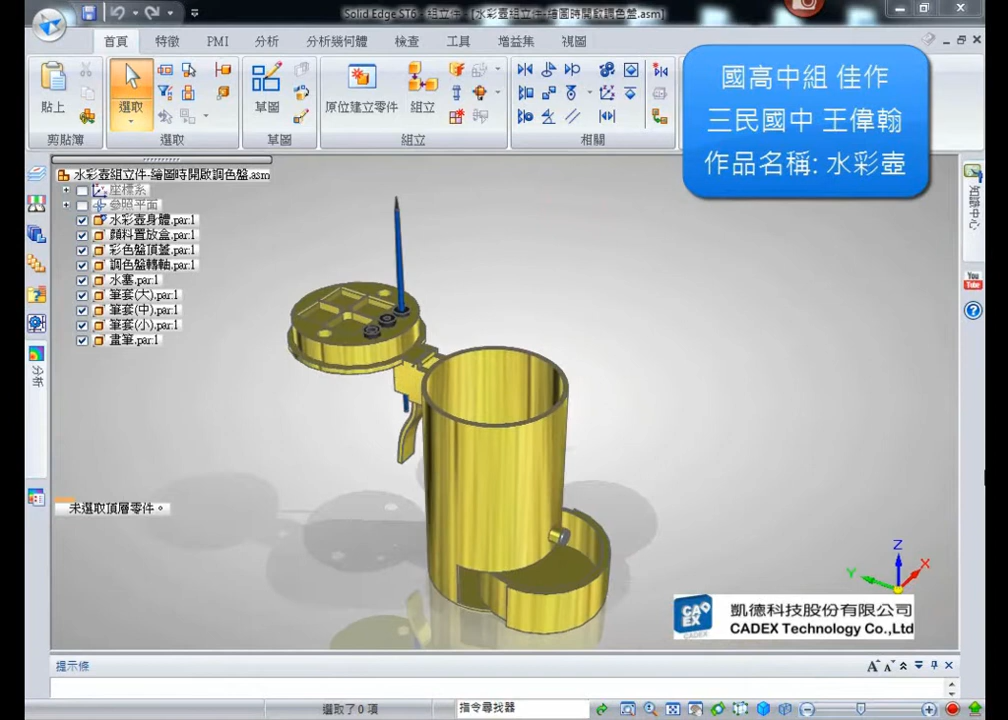 Solid Edge ST6 - 組立件 - [水彩壺組立件-繪圖時開啟調色盤.asm]
首頁 特徵 PMI 分析 分析幾何體 檢查 工具 增益集 視圖
貼上 選取 草圖 原位建立零件 組立
剪貼簿 選取 草圖 組立 相關
國高中組 佳作
三民國中 王偉翰
作品名稱: 水彩壺
知識中心
You
Tube
水彩壺組立件-繪圖時開啟調色盤.asm
座標系
參照平面
水彩壺身體.par:1
顏料置放盒.par:1
彩色盤頂蓋.par:1
調色盤轉軸.par:1
水塞.par:1
筆套(大).par:1
筆套(中).par:1
筆套(小).par:1
畫筆.par:1
分析
未選取頂層零件。
Z
Y
X
CADEX
凱德科技股份有限公司
CADEX Technology Co.,Ltd
提示條
選取了 0 項
指令尋找器